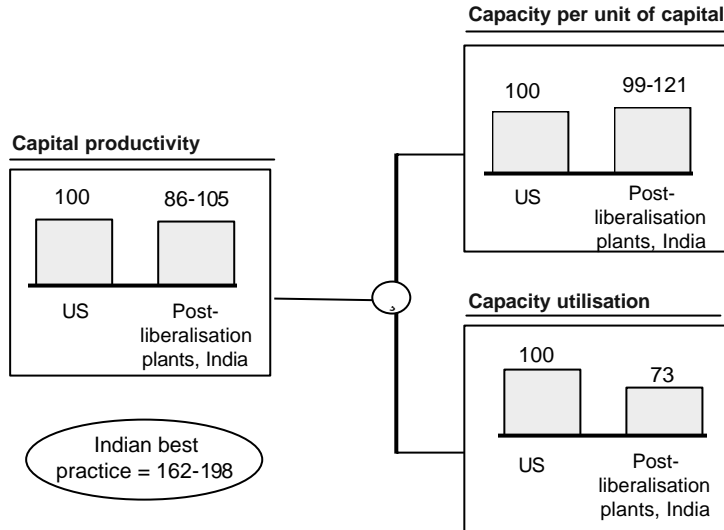 Capacity per unit of capital
100
99-121
US
Post-
liberalisation
plants, India
Capital productivity
100
86-105
US
Post-
liberalisation
plants, India
Capacity utilisation
100
73
US
Post-
liberalisation
plants, India
Indian best
practice = 162-198